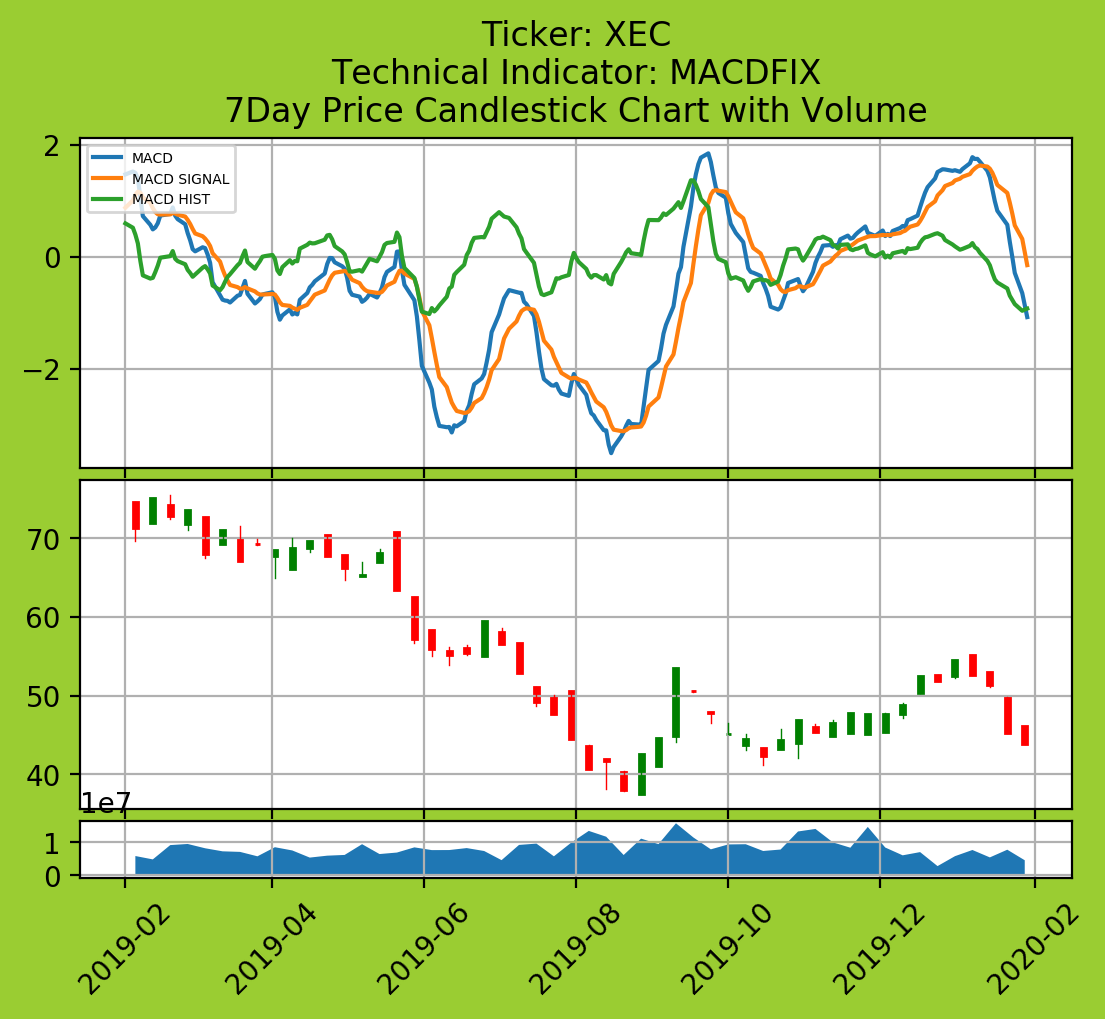 Ticker: XEC
Technical Indicator: MACDFIX
7Day Price Candlestick Chart with Volume
2
0
−2
MACD
MACD SIGNAL
MACD HIST
70
60
50
40
1e7
1
0
2019-02
2019-04
2019-06
2019-08
2019-10
2019-12
2020-02